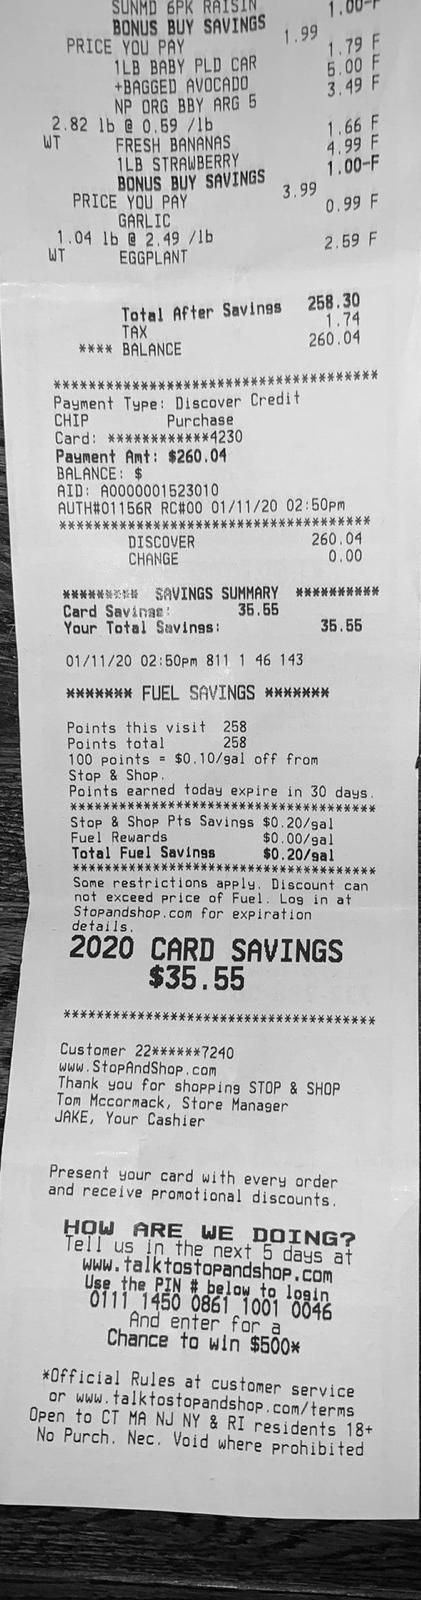 SUNMD 6PK RAISIN 1.00-F
BONUS BUY SAVINGS
PRICE YOU PAY 1.99
1LB BABY PLD CAR 1.79 F
+BAGGED AVOCADO 5.00 F
NP ORG BBY ARG 5 3.49 F
2.82 lb @ 0.59 /lb
WT FRESH BANANAS 1.66 F
1LB STRAWBERRY 4.99 F
BONUS BUY SAVINGS 1.00-F
PRICE YOU PAY 3.99
GARLIC 0.99 F
1.04 lb @ 2.49 /lb
WT EGGPLANT 2.59 F
Total After Savings 258.30
TAX 1.74
**** BALANCE 260.04
**************************************
Payment Type: Discover Credit
CHIP Purchase
Card: ************4230
Payment Amt: $260.04
BALANCE: $
AID: A0000001523010
AUTH#01156R RC#00 01/11/20 02:50pm
**************************************
DISCOVER 260.04
CHANGE 0.00
********* SAVINGS SUMMARY **********
Card Savings: 35.55
Your Total Savings: 35.55
01/11/20 02:50pm 811 1 46 143
******* FUEL SAVINGS *******
Points this visit 258
Points total 258
100 points = $0.10/gal off from
Stop & Shop.
Points earned today expire in 30 days.
**************************************
Stop & Shop Pts Savings $0.20/gal
Fuel Rewards $0.00/gal
Total Fuel Savings $0.20/gal
**************************************
Some restrictions apply. Discount can
not exceed price of Fuel. Log in at
Stopandshop.com for expiration
details.
2020 CARD SAVINGS
$35.55
**************************************
Customer 22******7240
www.StopAndShop.com
Thank you for shopping STOP & SHOP
Tom Mccormack, Store Manager
JAKE, Your Cashier
Present your card with every order
and receive promotional discounts.
HOW ARE WE DOING?
Tell us in the next 5 days at
www.talktostopandshop.com
Use the PIN # below to login
0111 1450 0861 1001 0046
And enter for a
Chance to win $500*
*Official Rules at customer service
or www.talktostopandshop.com/terms
Open to CT MA NJ NY & RI residents 18+
No Purch. Nec. Void where prohibited